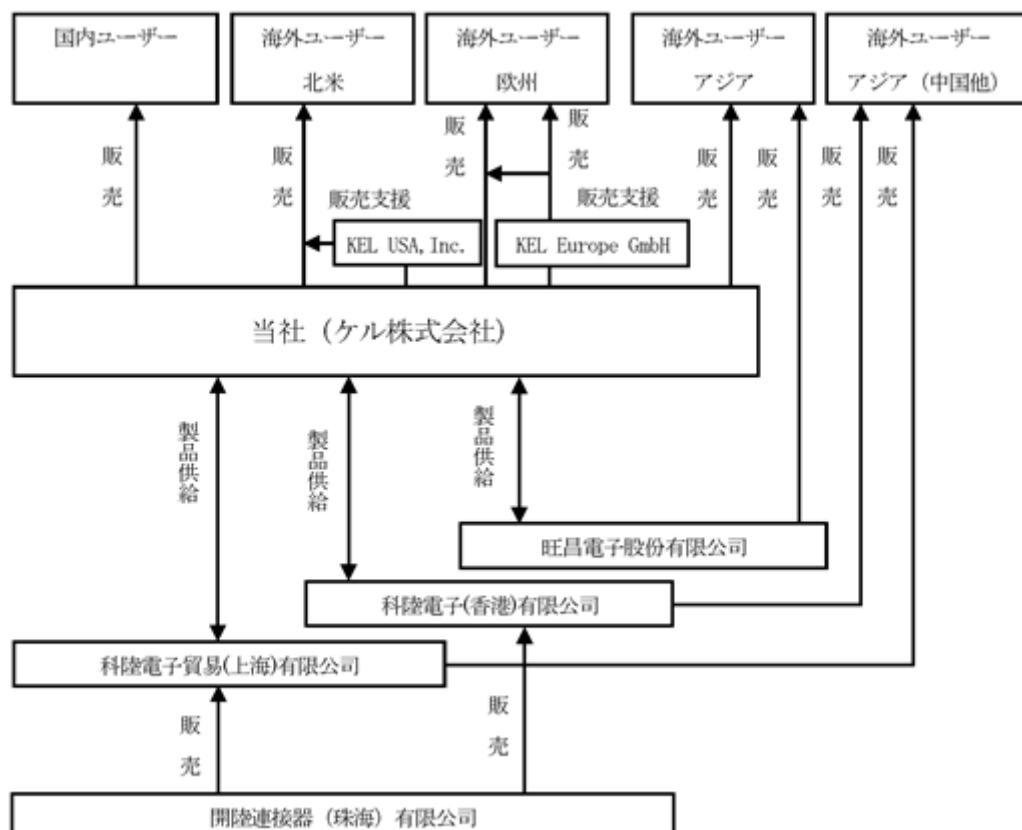 国内ユーザー
海外ユーザー
北米
海外ユーザー
欧州
海外ユーザー
アジア
海外ユーザー
アジア（中国他）
販売
販売
販売
販売
販売
販売
販売
販売
販売支援
販売支援
KEL USA,Inc.
KEL Europe GmbH
当社（ケル株式会社）
製品供給
製品供給
製品供給
旺昌電子股份有限公司
科陸電子(香港)有限公司
科陸電子貿易(上海)有限公司
販売
販売
開陸連接器（珠海）有限公司